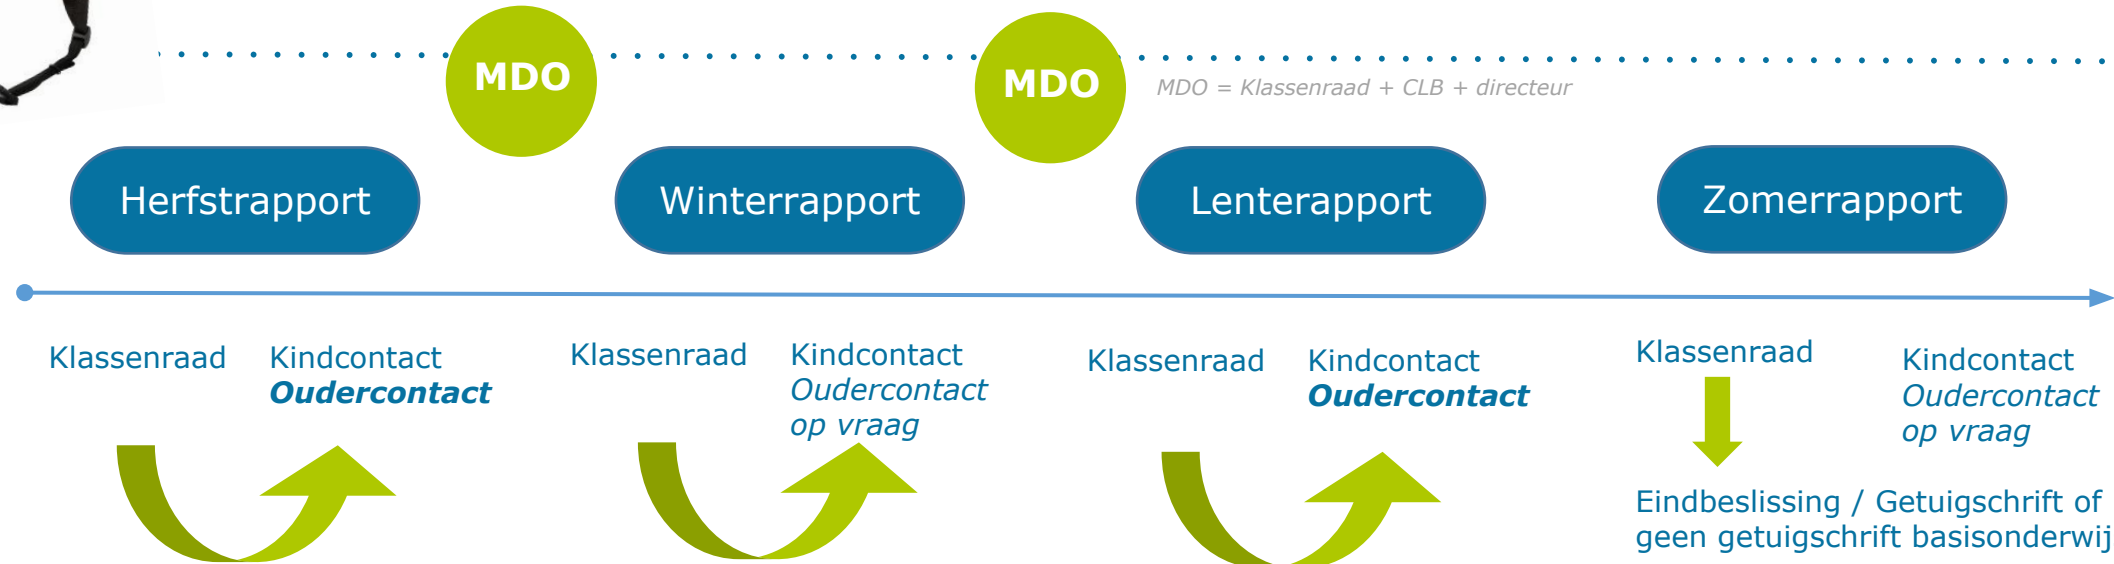 MDO
MDO
MDO = Klassenraad + CLB + directeur
Herfstrapport
Winterrapport
Lenterapport
Zomerrapport
Klassenraad
Kindcontact
Oudercontact
Klassenraad
Kindcontact
Oudercontact
op vraag
Klassenraad
Kindcontact
Oudercontact
Klassenraad
Kindcontact
Oudercontact
op vraag
Eindbeslissing / Getuigschrift of
geen getuigschrift basisonderwij